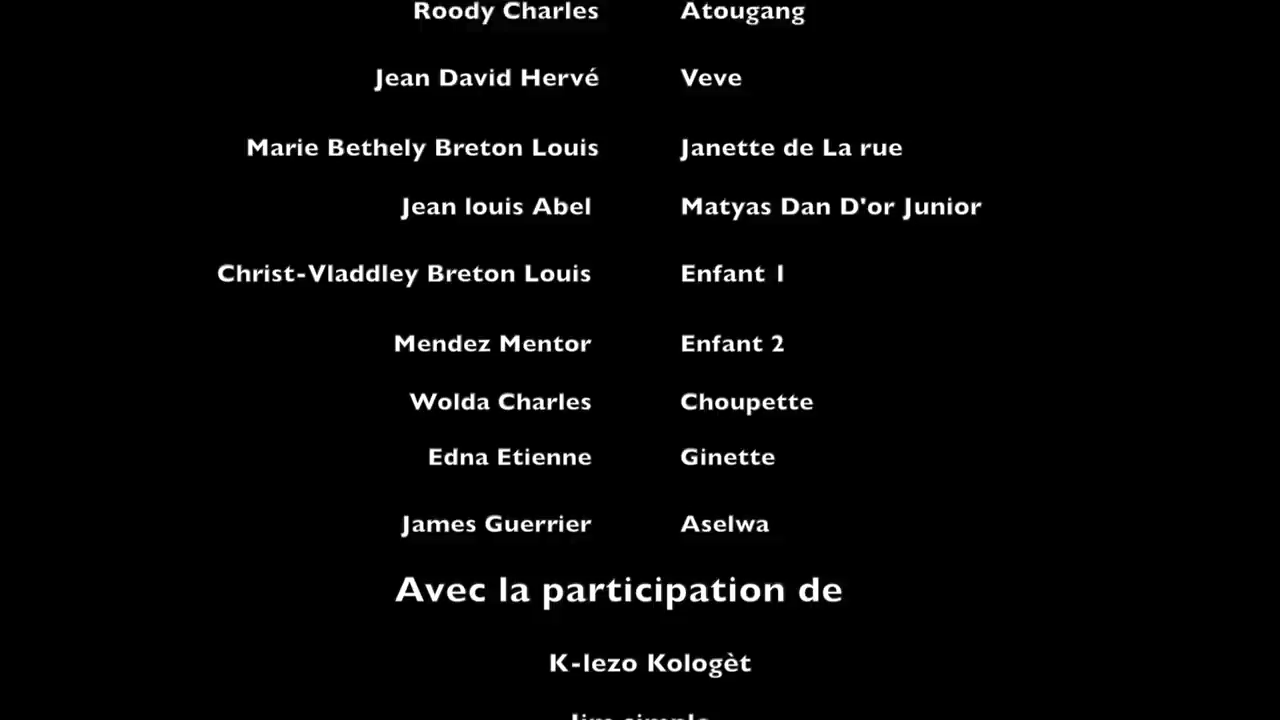 Roody Charles Atougang
Jean David Hervé Veve
Marie Bethely Breton Louis Janette de La rue
Jean louis Abel Matyas Dan D'or Junior
Christ-Vladdley Breton Louis Enfant 1
Mendez Mentor Enfant 2
Wolda Charles Choupette
Edna Etienne Ginette
James Guerrier Aselwa
Avec la participation de
K-lezo Kologèt